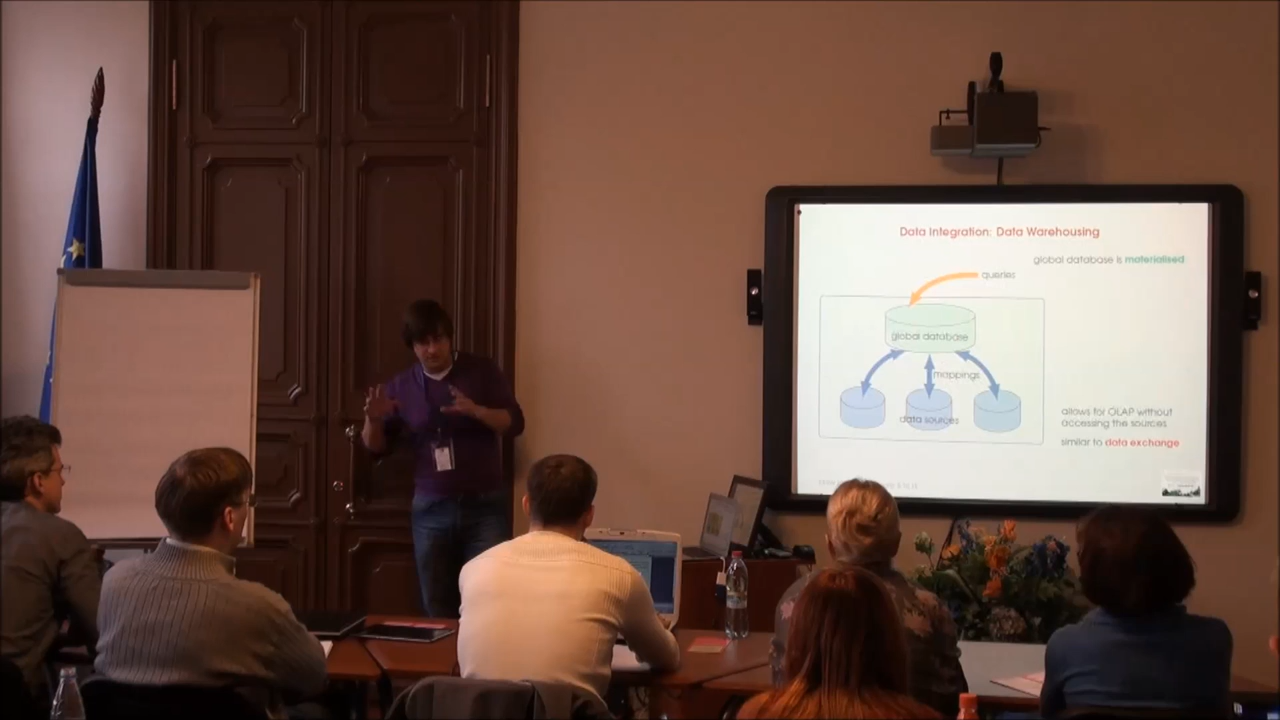 Data Integration: Data Warehousing
global database is materialised
queries
global database
mappings
data sources
allows for OLAP without
accessing the sources
similar to data exchange